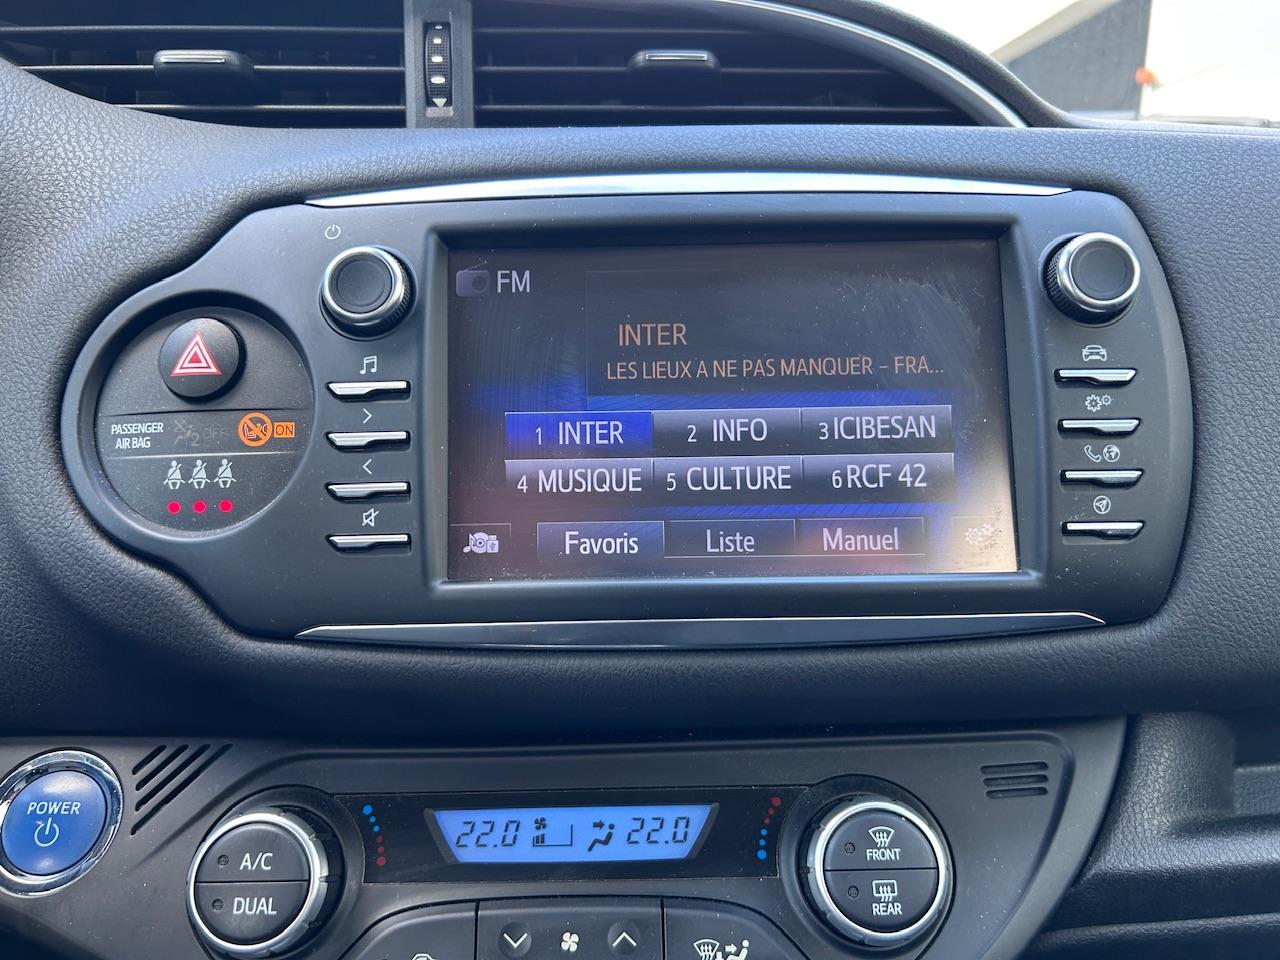 FM
INTER
LES LIEUX A NE PAS MANQUER - FRA...
1 INTER 2 INFO 3 ICIBESAN
4 MUSIQUE 5 CULTURE 6 RCF 42
Favoris Liste Manuel
PASSENGER
AIR BAG
2 OFF ON
POWER
A/C
DUAL
22.0 22.0
FRONT
REAR